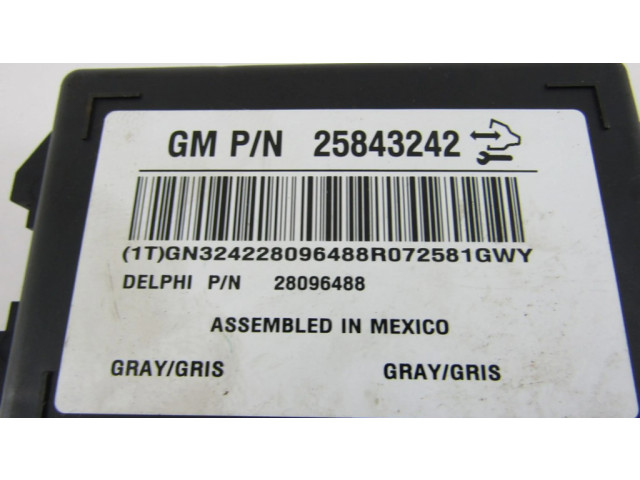 GM P/N 25843242
(1T)GN324228096488R072581GWY
DELPHI P/N 28096488
ASSEMBLED IN MEXICO
GRAY/GRIS GRAY/GRIS